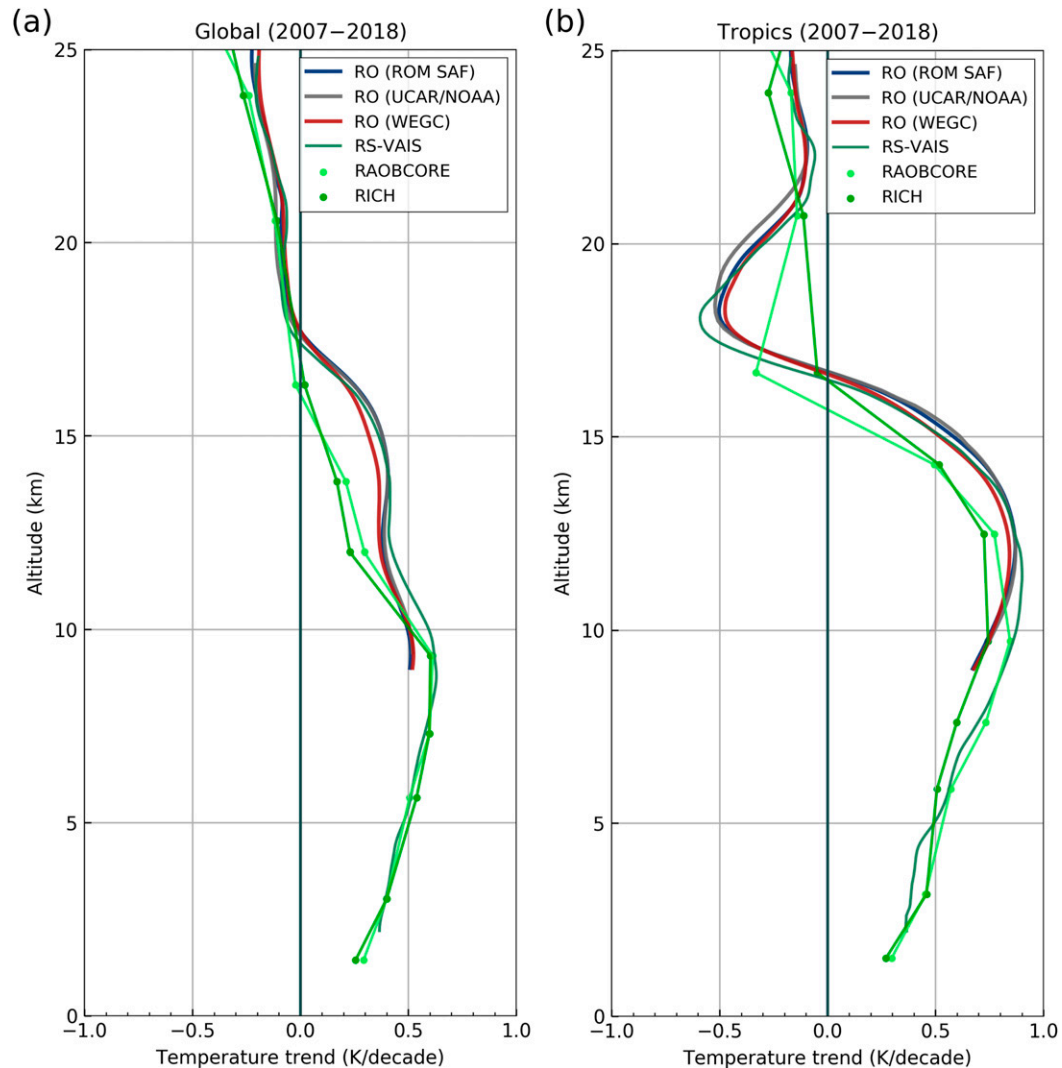 (a)
Global (2007−2018)
RO (ROM SAF)
RO (UCAR/NOAA)
RO (WEGC)
RS-VAIS
RAOBCORE
RICH
25
20
15
10
5
0
Altitude (km)
−1.0
−0.5
0.0
0.5
1.0
Temperature trend (K/decade)
(b)
Tropics (2007−2018)
RO (ROM SAF)
RO (UCAR/NOAA)
RO (WEGC)
RS-VAIS
RAOBCORE
RICH
25
20
15
10
5
0
Altitude (km)
−1.0
−0.5
0.0
0.5
1.0
Temperature trend (K/decade)